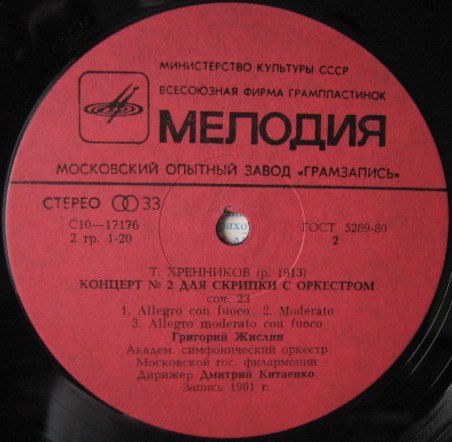 МИНИСТЕРСТВО КУЛЬТУРЫ СССР
ВСЕСОЮЗНАЯ ФИРМА ГРАМПЛАСТИНОК
МЕЛОДИЯ
МОСКОВСКИЙ ОПЫТНЫЙ ЗАВОД «ГРАМЗАПИСЬ»
СТЕРЕО 33
С10—17176
2 гр. 1-20
ГОСТ 5289-80
2
Т. ХРЕННИКОВ (р. 1913)
КОНЦЕРТ № 2 ДЛЯ СКРИПКИ С ОРКЕСТРОМ
соч. 23
1. Allegro con fuoco 2. Moderato
3. Allegro moderato con fuoco
Григорий Жислин
Академ. симфонический оркестр
Московской гос. филармонии
Дирижер Дмитрий Китаенко
Запись 1981 г.